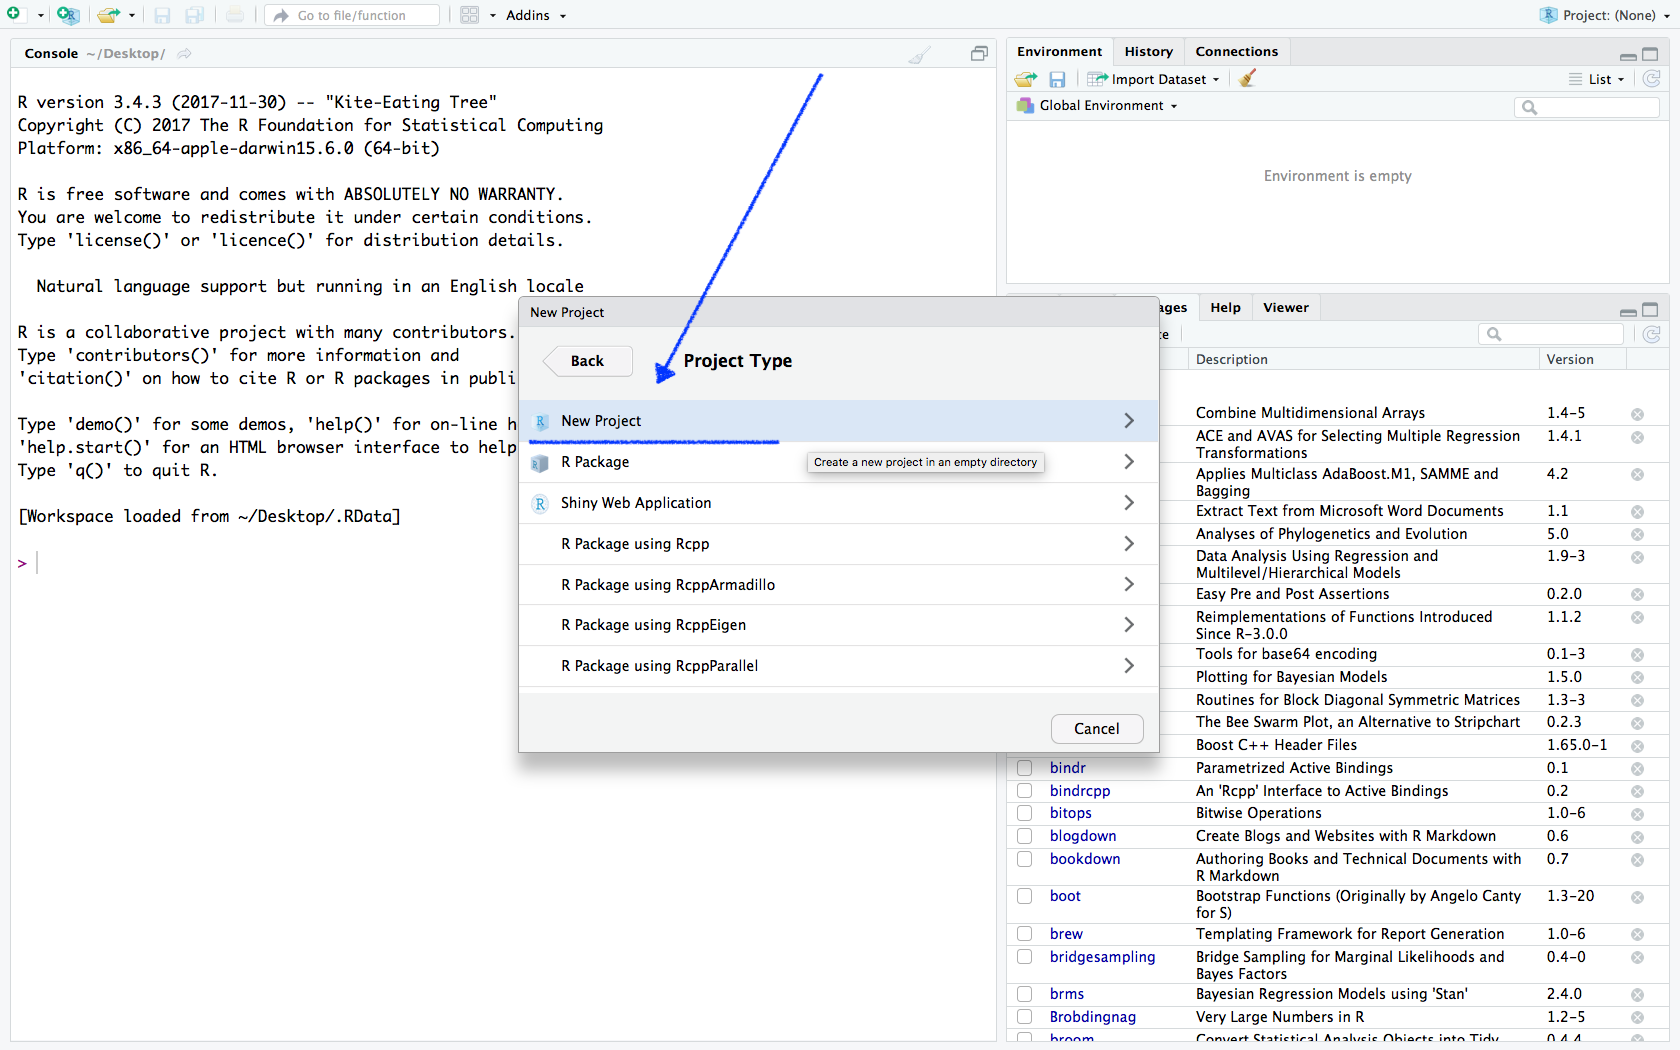 Go to file/function
Addins
Project: (None)
Console ~/Desktop/
R version 3.4.3 (2017-11-30) -- "Kite-Eating Tree"
Copyright (C) 2017 The R Foundation for Statistical Computing
Platform: x86_64-apple-darwin15.6.0 (64-bit)
R is free software and comes with ABSOLUTELY NO WARRANTY.
You are welcome to redistribute it under certain conditions.
Type 'license()' or 'licence()' for distribution details.
Natural language support but running in an English locale
R is a collaborative project with many contributors.
Type 'contributors()' for more information and
'citation()' on how to cite R or R packages in publi
Type 'demo()' for some demos, 'help()' for on-line h
'help.start()' for an HTML browser interface to help
Type 'q()' to quit R.
[Workspace loaded from ~/Desktop/.RData]
>
New Project
Back
Project Type
New Project
R Package
Create a new project in an empty directory
Shiny Web Application
R Package using Rcpp
R Package using RcppArmadillo
R Package using RcppEigen
R Package using RcppParallel
Cancel
Environment History Connections
Import Dataset
List
Global Environment
Environment is empty
ages Help Viewer
te
Description Version
Combine Multidimensional Arrays 1.4-5
ACE and AVAS for Selecting Multiple Regression 1.4.1
Transformations
Applies Multiclass AdaBoost.M1, SAMME and 4.2
Bagging
Extract Text from Microsoft Word Documents 1.1
Analyses of Phylogenetics and Evolution 5.0
Data Analysis Using Regression and 1.9-3
Multilevel/Hierarchical Models
Easy Pre and Post Assertions 0.2.0
Reimplementations of Functions Introduced 1.1.2
Since R-3.0.0
Tools for base64 encoding 0.1-3
Plotting for Bayesian Models 1.5.0
Routines for Block Diagonal Symmetric Matrices 1.3-3
The Bee Swarm Plot, an Alternative to Stripchart 0.2.3
Boost C++ Header Files 1.65.0-1
bindr Parametrized Active Bindings 0.1
bindrcpp An 'Rcpp' Interface to Active Bindings 0.2
bitops Bitwise Operations 1.0-6
blogdown Create Blogs and Websites with R Markdown 0.6
bookdown Authoring Books and Technical Documents with 0.7
R Markdown
boot Bootstrap Functions (Originally by Angelo Canty 1.3-20
for S)
brew Templating Framework for Report Generation 1.0-6
bridgesampling Bridge Sampling for Marginal Likelihoods and 0.4-0
Bayes Factors
brms Bayesian Regression Models using 'Stan' 2.4.0
Brobdingnag Very Large Numbers in R 1.2-5
broom Convert Statistical Analysis Objects into Tidy 0.4.4